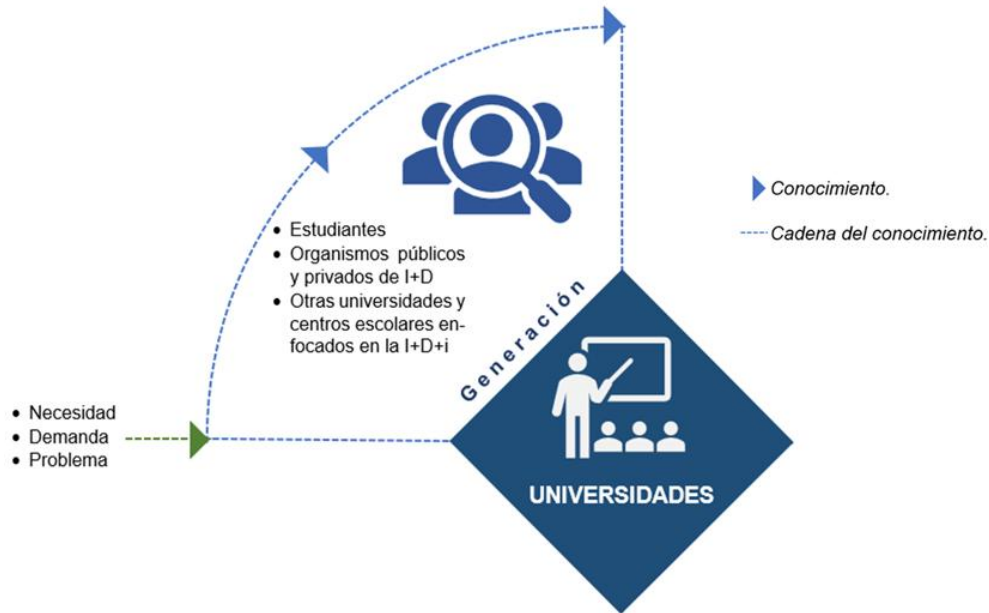 • Estudiantes
• Organismos públicos
y privados de I+D
• Otras universidades y
centros escolares en-
focados en la I+D+i
Conocimiento.
Cadena del conocimiento.
Generación
• Necesidad
• Demanda
• Problema
UNIVERSIDADES